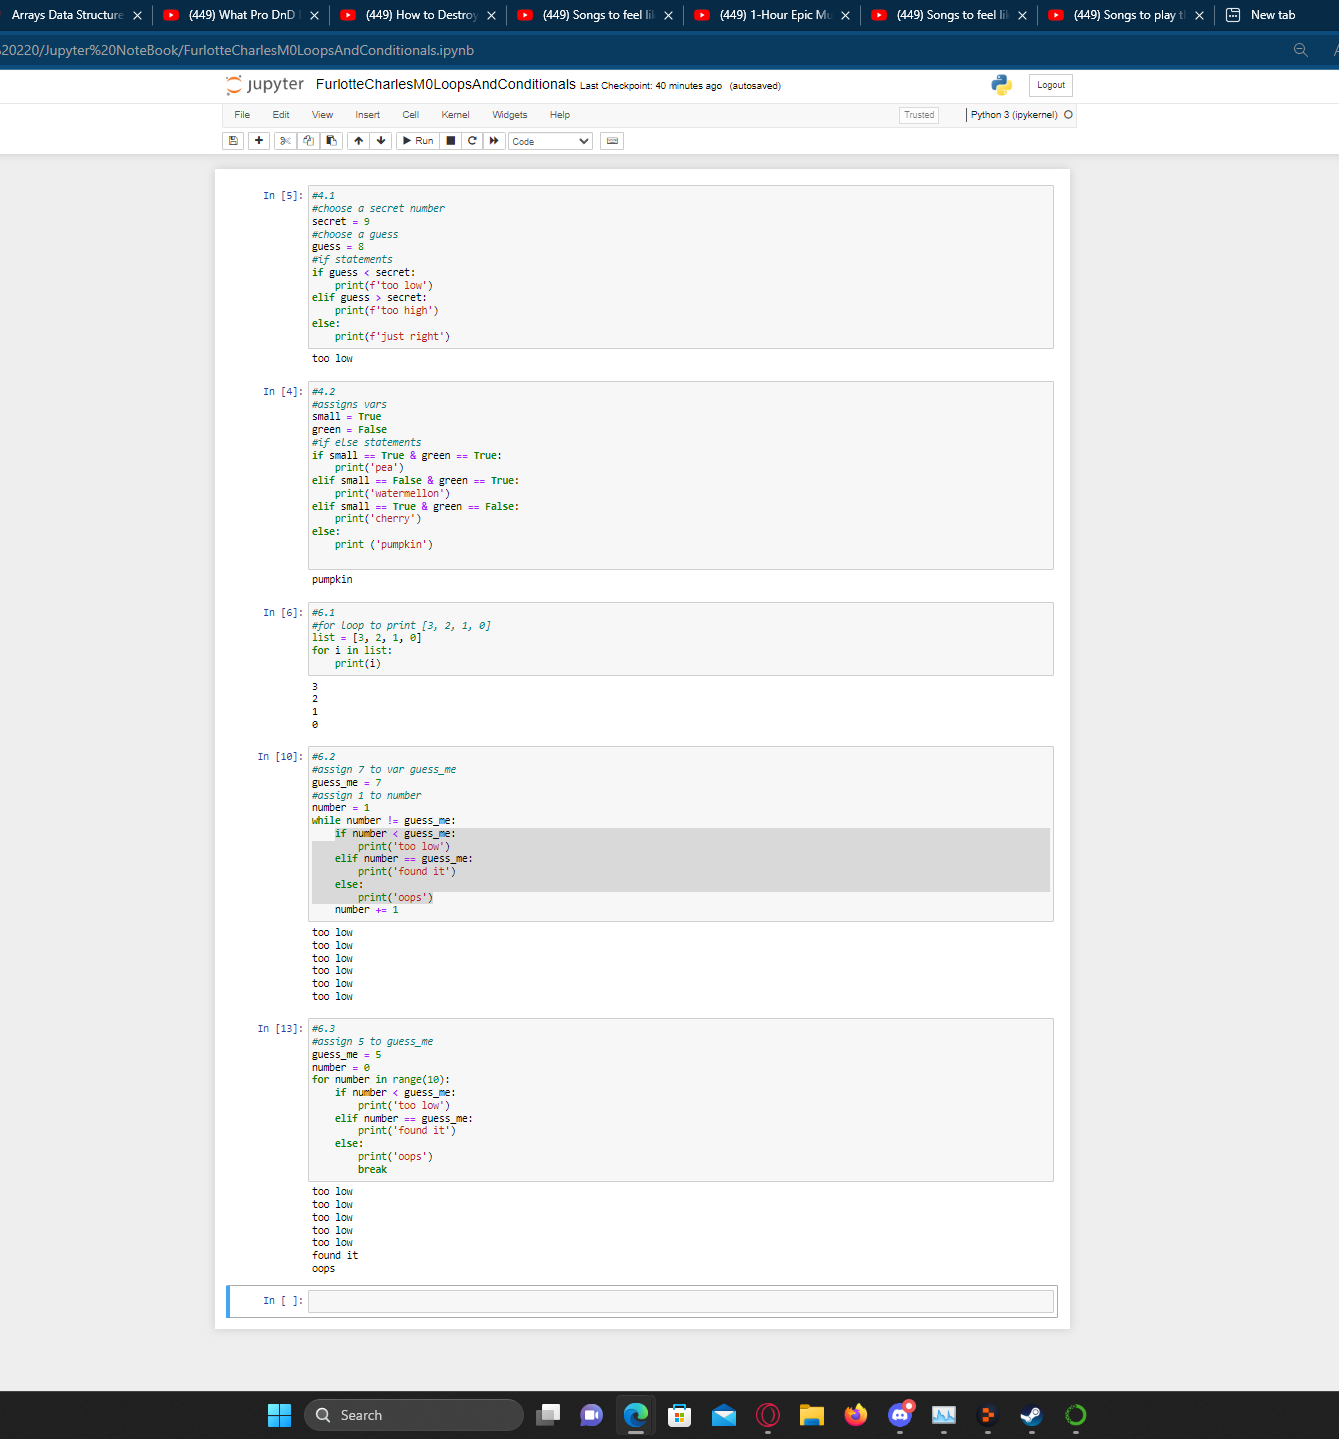 Arrays Data Structure
(449) What Pro DnD
(449) How to Destroy
(449) Songs to feel li
(449) 1-Hour Epic Mu
(449) Songs to feel li
(449) Songs to play t
New tab
20220/Jupyter%20NoteBook/FurlotteCharlesM0LoopsAndConditionals.ipynb
jupyter FurlotteCharlesM0LoopsAndConditionals Last Checkpoint: 40 minutes ago (autosaved)
Logout
File Edit View Insert Cell Kernel Widgets Help
Trusted
Python 3 (ipykernel)
Run
Code
In [5]:
#4.1
#choose a secret number
secret = 9
#choose a guess
guess = 8
#if statements
if guess < secret:
    print(f'too low')
elif guess > secret:
    print(f'too high')
else:
    print(f'just right')
too low
In [4]:
#4.2
#assigns vars
small = True
green = False
#if else statements
if small == True & green == True:
    print('pea')
elif small == False & green == True:
    print('watermellon')
elif small == True & green == False:
    print('cherry')
else:
    print ('pumpkin')
pumpkin
In [6]:
#6.1
#for loop to print [3, 2, 1, 0]
list = [3, 2, 1, 0]
for i in list:
    print(i)
3
2
1
0
In [10]:
#6.2
#assign 7 to var guess_me
guess_me = 7
#assign 1 to number
number = 1
while number != guess_me:
    if number < guess_me:
        print('too low')
    elif number == guess_me:
        print('found it')
    else:
        print('oops')
    number += 1
too low
too low
too low
too low
too low
too low
In [13]:
#6.3
#assign 5 to guess_me
guess_me = 5
number = 0
for number in range(10):
    if number < guess_me:
        print('too low')
    elif number == guess_me:
        print('found it')
    else:
        print('oops')
        break
too low
too low
too low
too low
too low
found it
oops
In [ ]:
Search